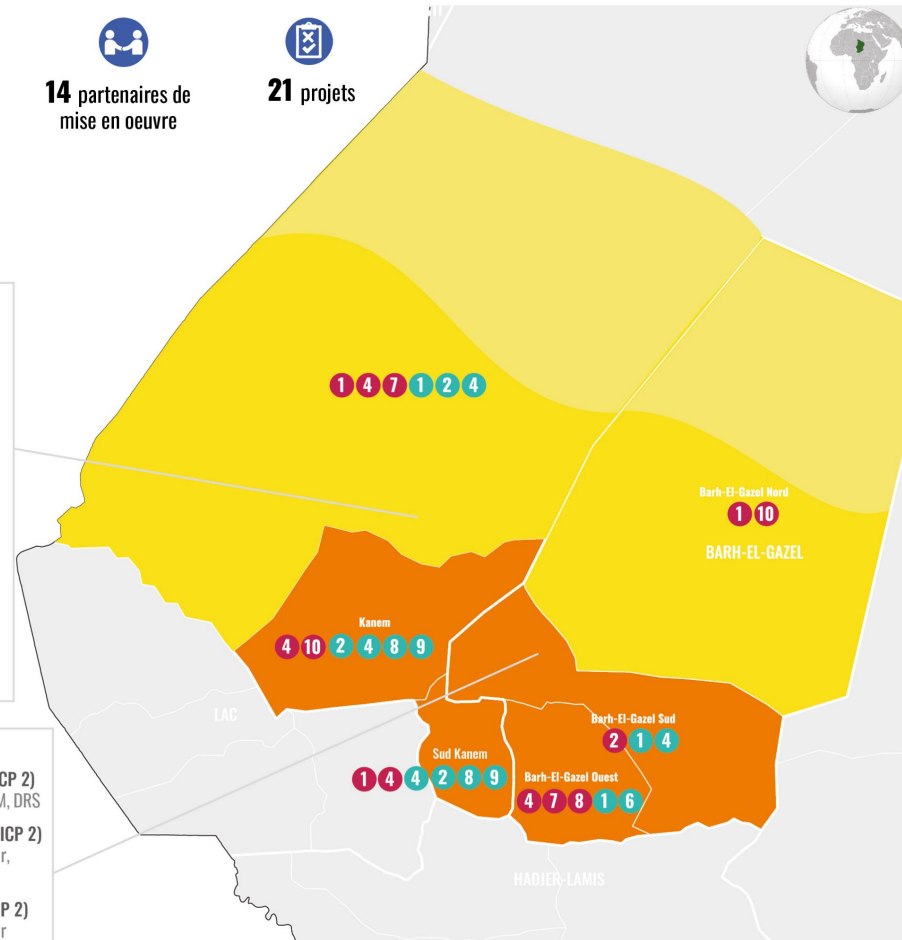 14 partenaires de
mise en oeuvre
21 projets
1 4 7 1 2 4
Barh-El-Gazel Nord
1 10
BARH-EL-GAZEL
Kanem
4 10 2 4 8 9
LAC
Barh-El-Gazel Sud
2 1 4
Sud Kanem
1 4 4 2 8 9
Barh-El-Gazel Ouest
4 7 8 1 6
HADJER-LAMIS
CP 2)
M, DRS
ICP 2)
r,
P 2)
r